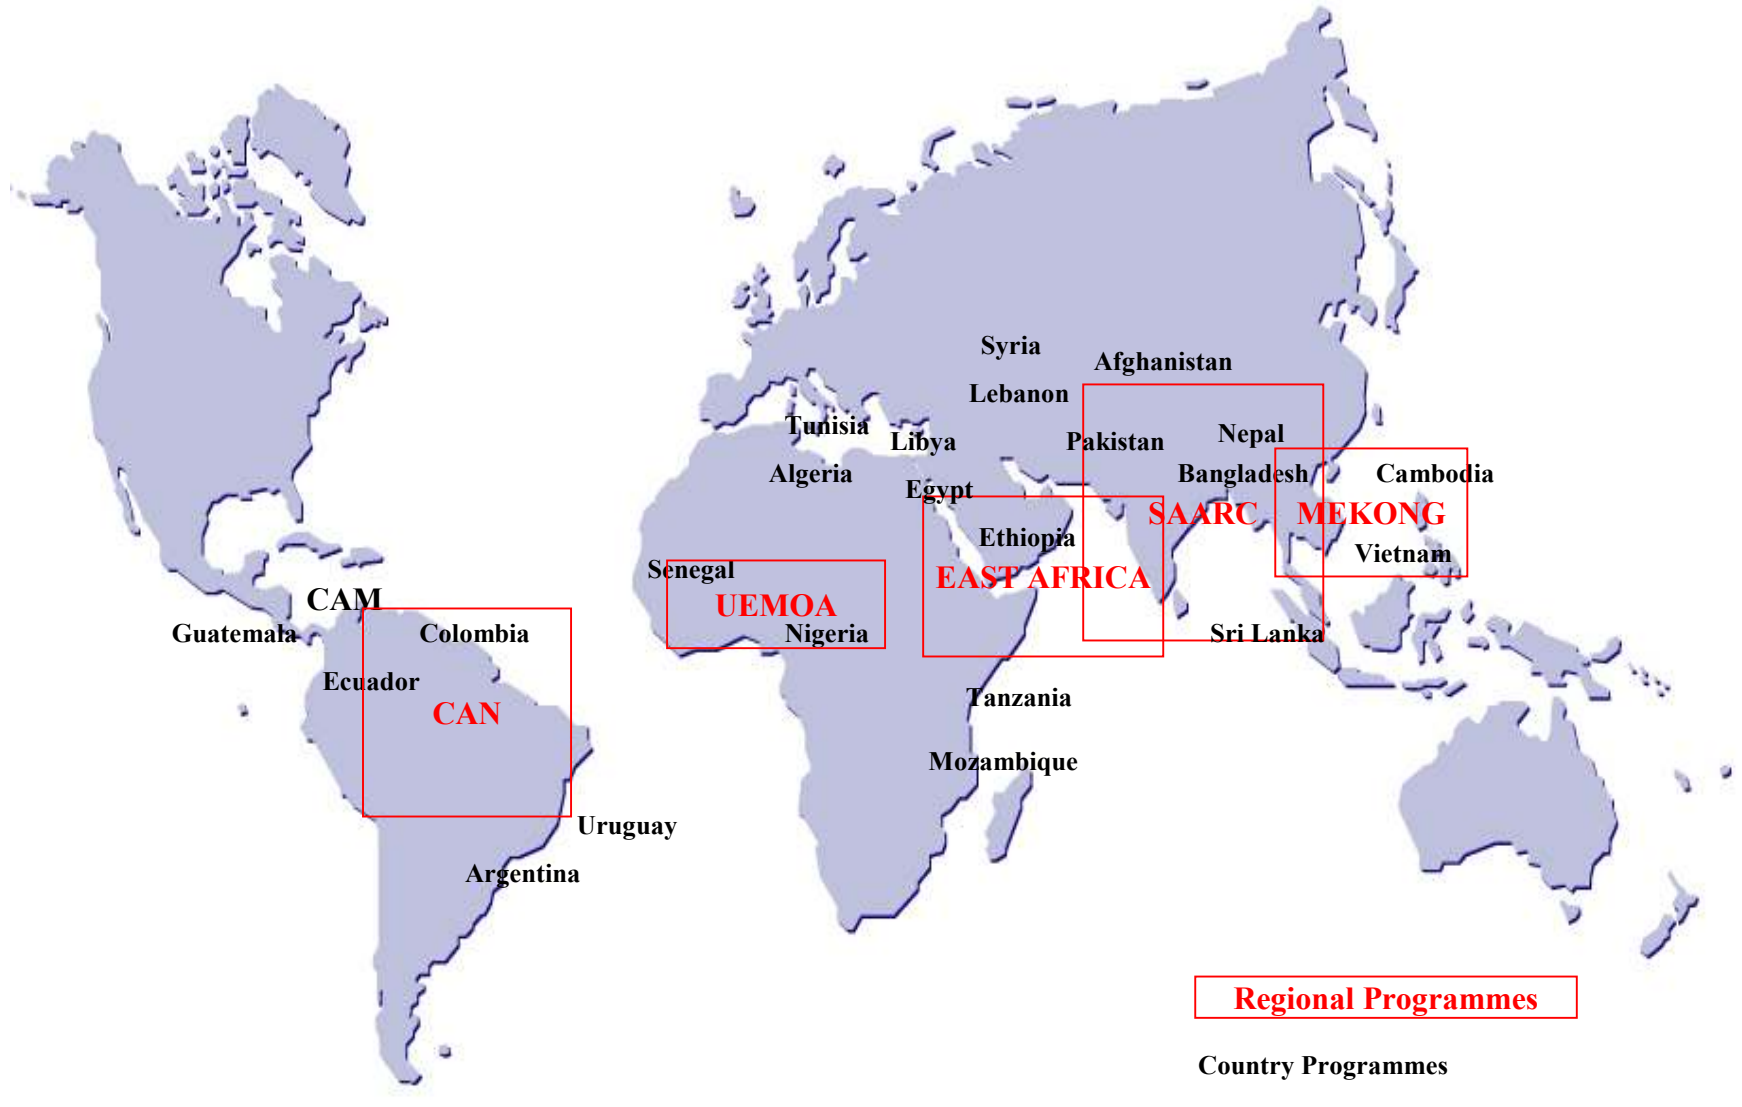 Syria
Afghanistan
Lebanon
Tunisia
Libya
Pakistan
Nepal
Algeria
Bangladesh
Cambodia
Egypt
SAARC
MEKONG
Ethiopia
Vietnam
Senegal
EAST AFRICA
CAM
UEMOA
Guatemala
Colombia
Nigeria
Sri Lanka
Ecuador
Tanzania
CAN
Mozambique
Uruguay
Argentina
Regional Programmes
Country Programmes